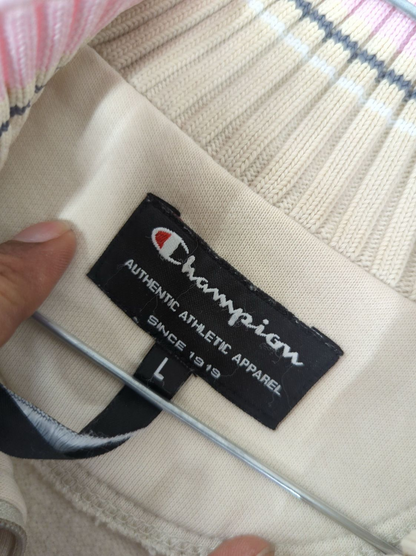 Champion
AUTHENTIC ATHLETIC APPAREL
SINCE 1919
L